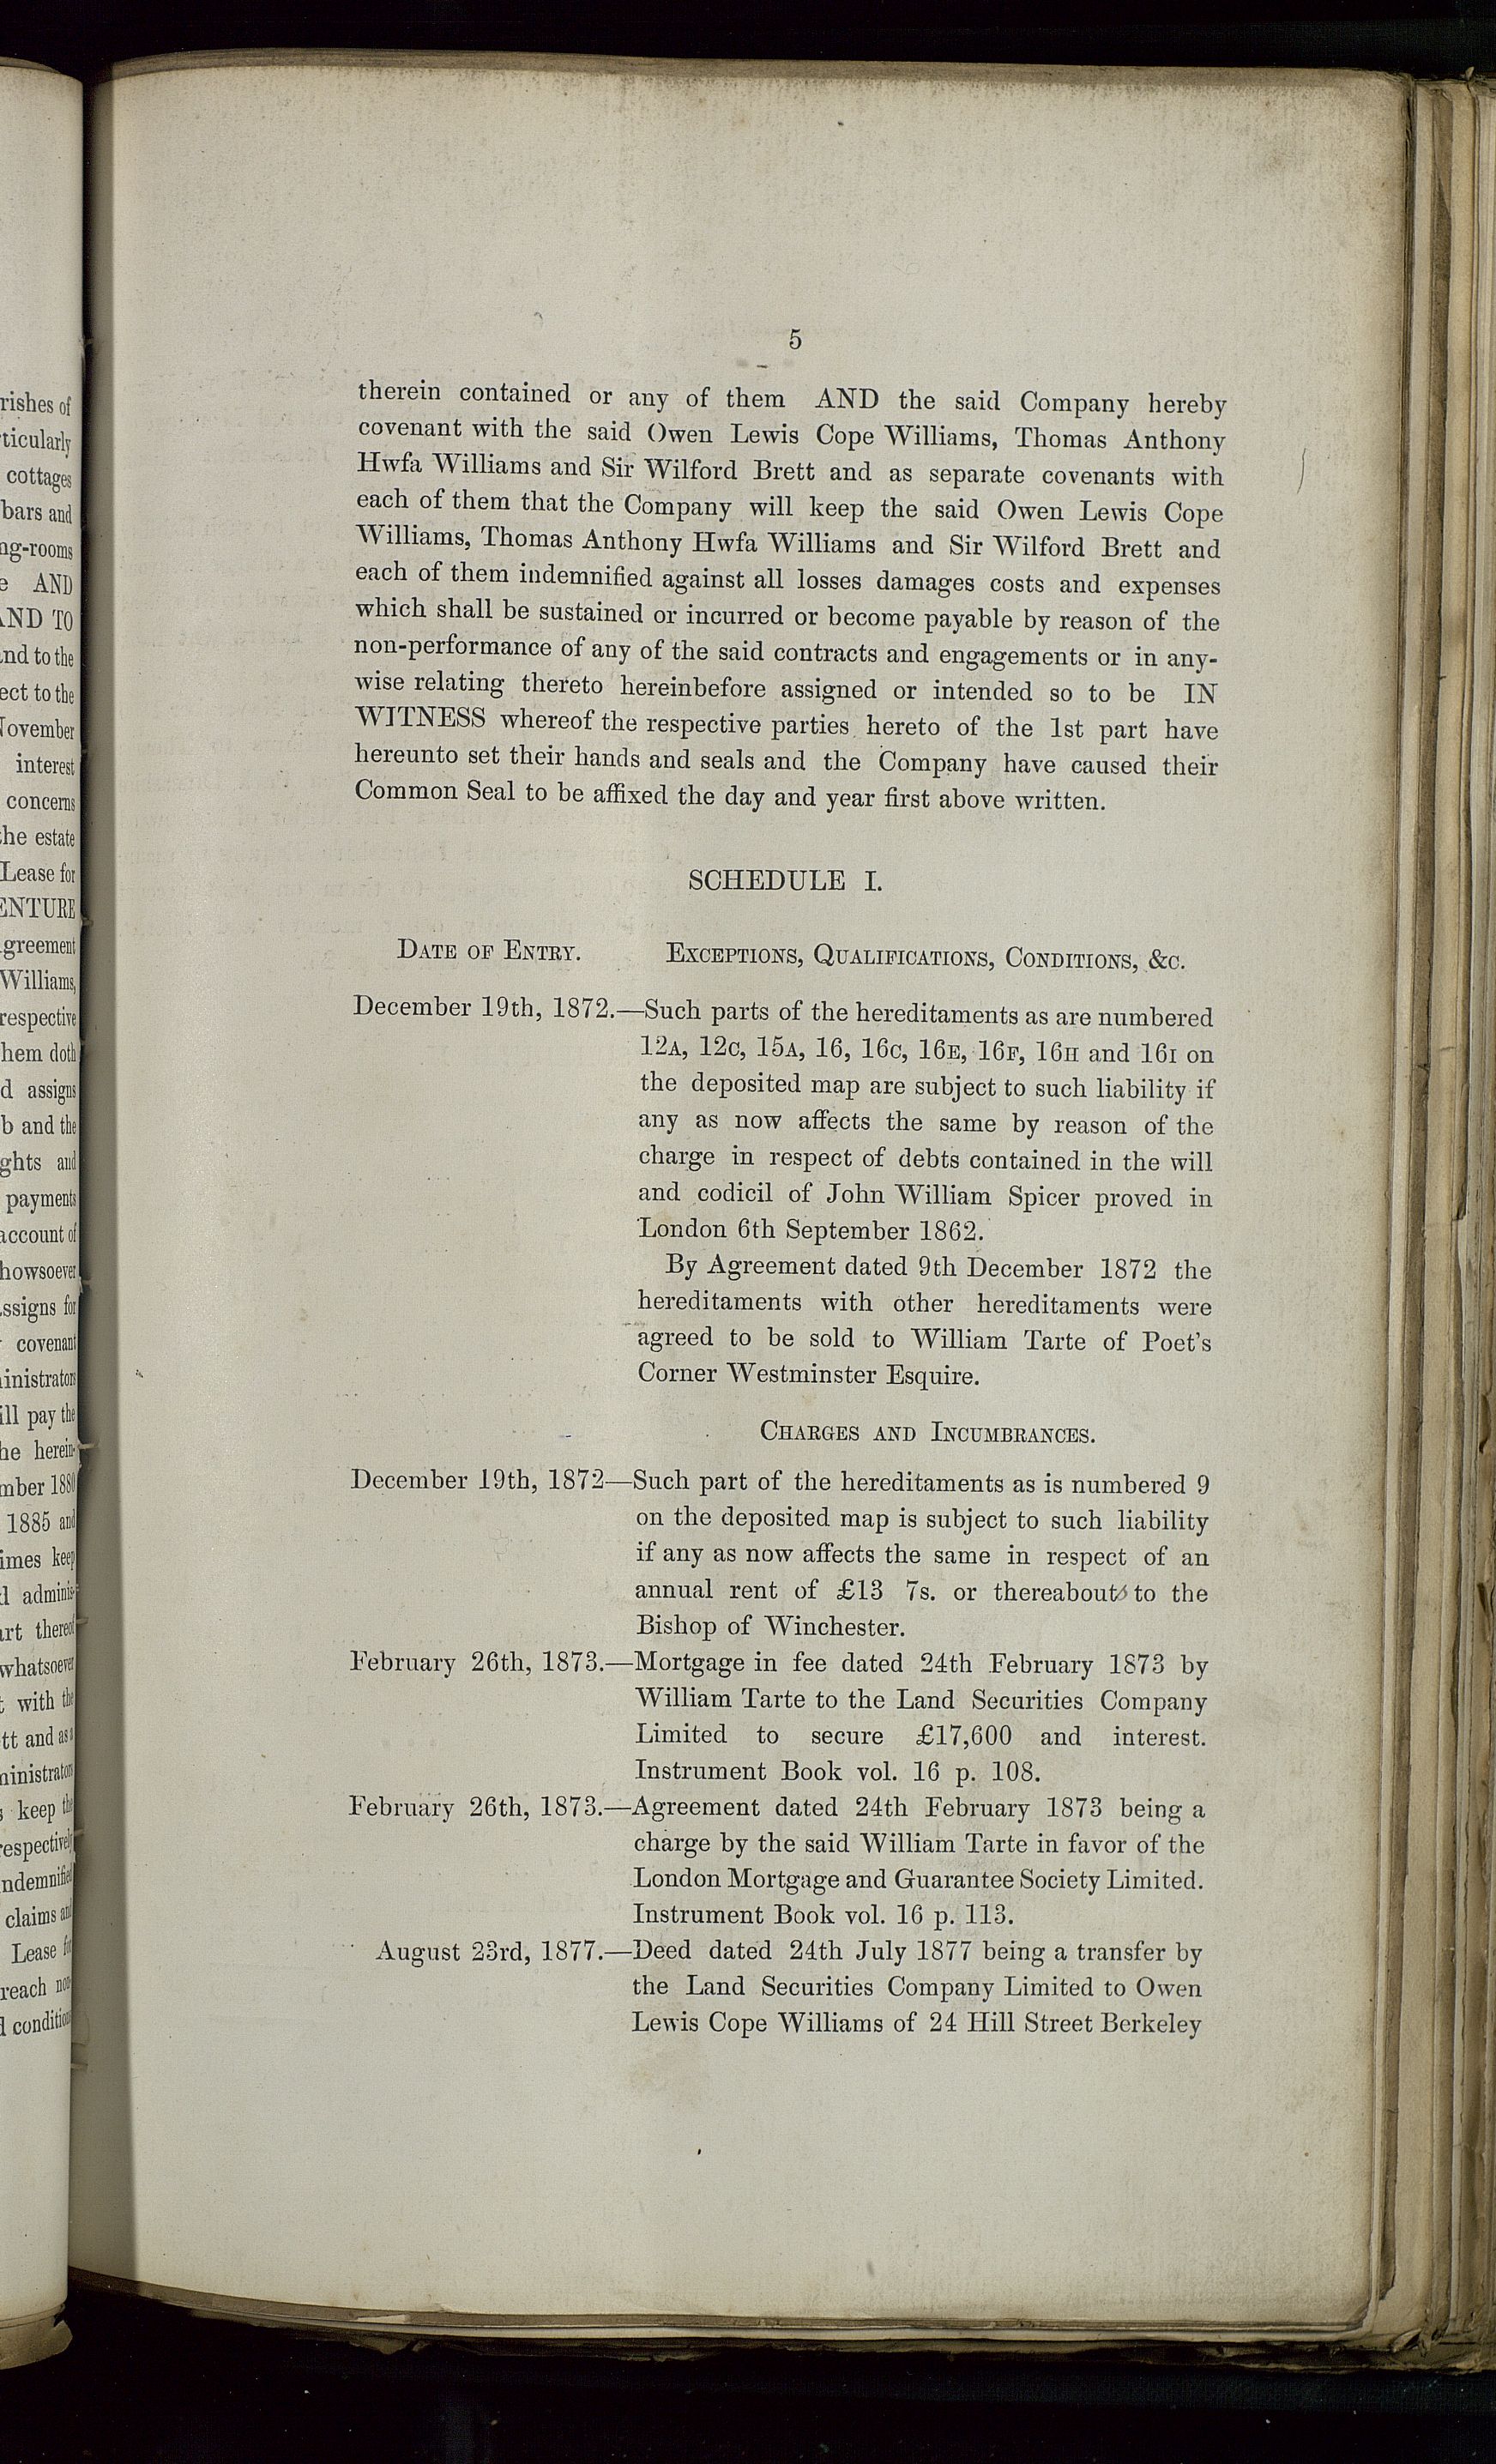 5
therein contained or any of them AND the said Company hereby
covenant with the said Owen Lewis Cope Williams, Thomas Anthony
Hwfa Williams and Sir Wilford Brett and as separate covenants with
each of them that the Company will keep the said Owen Lewis Cope
Williams, Thomas Anthony Hwfa Williams and Sir Wilford Brett and
each of them indemnified against all losses damages costs and expenses
which shall be sustained or incurred or become payable by reason of the
non-performance of any of the said contracts and engagements or in any-
wise relating thereto hereinbefore assigned or intended so to be IN
WITNESS whereof the respective parties hereto of the 1st part have
hereunto set their hands and seals and the Company have caused their
Common Seal to be affixed the day and year first above written.
SCHEDULE I.
DATE OF ENTRY. EXCEPTIONS, QUALIFICATIONS, CONDITIONS, &C.
December 19th, 1872.—Such parts of the hereditaments as are numbered
12A, 12C, 15A, 16, 16C, 16E, 16F, 16H and 16I on
the deposited map are subject to such liability if
any as now affects the same by reason of the
charge in respect of debts contained in the will
and codicil of John William Spicer proved in
London 6th September 1862.
By Agreement dated 9th December 1872 the
hereditaments with other hereditaments were
agreed to be sold to William Tarte of Poet's
Corner Westminster Esquire.
CHARGES AND INCUMBRANCES.
December 19th, 1872—Such part of the hereditaments as is numbered 9
on the deposited map is subject to such liability
if any as now affects the same in respect of an
annual rent of £13 7s. or thereabouts to the
Bishop of Winchester.
February 26th, 1873.—Mortgage in fee dated 24th February 1873 by
William Tarte to the Land Securities Company
Limited to secure £17,600 and interest.
Instrument Book vol. 16 p. 108.
February 26th, 1873.—Agreement dated 24th February 1873 being a
charge by the said William Tarte in favor of the
London Mortgage and Guarantee Society Limited.
Instrument Book vol. 16 p. 113.
August 23rd, 1877.—Deed dated 24th July 1877 being a transfer by
the Land Securities Company Limited to Owen
Lewis Cope Williams of 24 Hill Street Berkeley